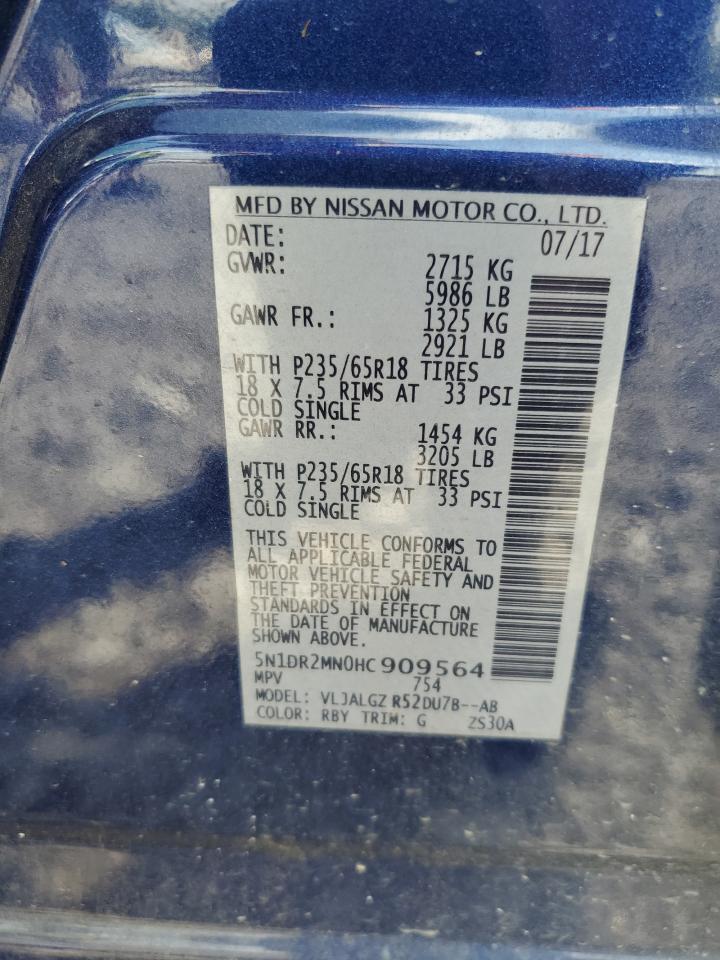 MFD BY NISSAN MOTOR CO., LTD.
DATE: 07/17
GVWR: 2715 KG
5986 LB
GAWR FR.: 1325 KG
2921 LB
WITH P235/65R18 TIRES
18 X 7.5 RIMS AT 33 PSI
COLD SINGLE
GAWR RR.: 1454 KG
3205 LB
WITH P235/65R18 TIRES
18 X 7.5 RIMS AT 33 PSI
COLD SINGLE
THIS VEHICLE CONFORMS TO
ALL APPLICABLE FEDERAL
MOTOR VEHICLE SAFETY AND
THEFT PREVENTION
STANDARDS IN EFFECT ON
THE DATE OF MANUFACTURE
SHOWN ABOVE.
5N1DR2MN0HC 909564
MPV 754
MODEL: VLJALGZ R52DU7B--AB
COLOR: RBY TRIM: G ZS30A